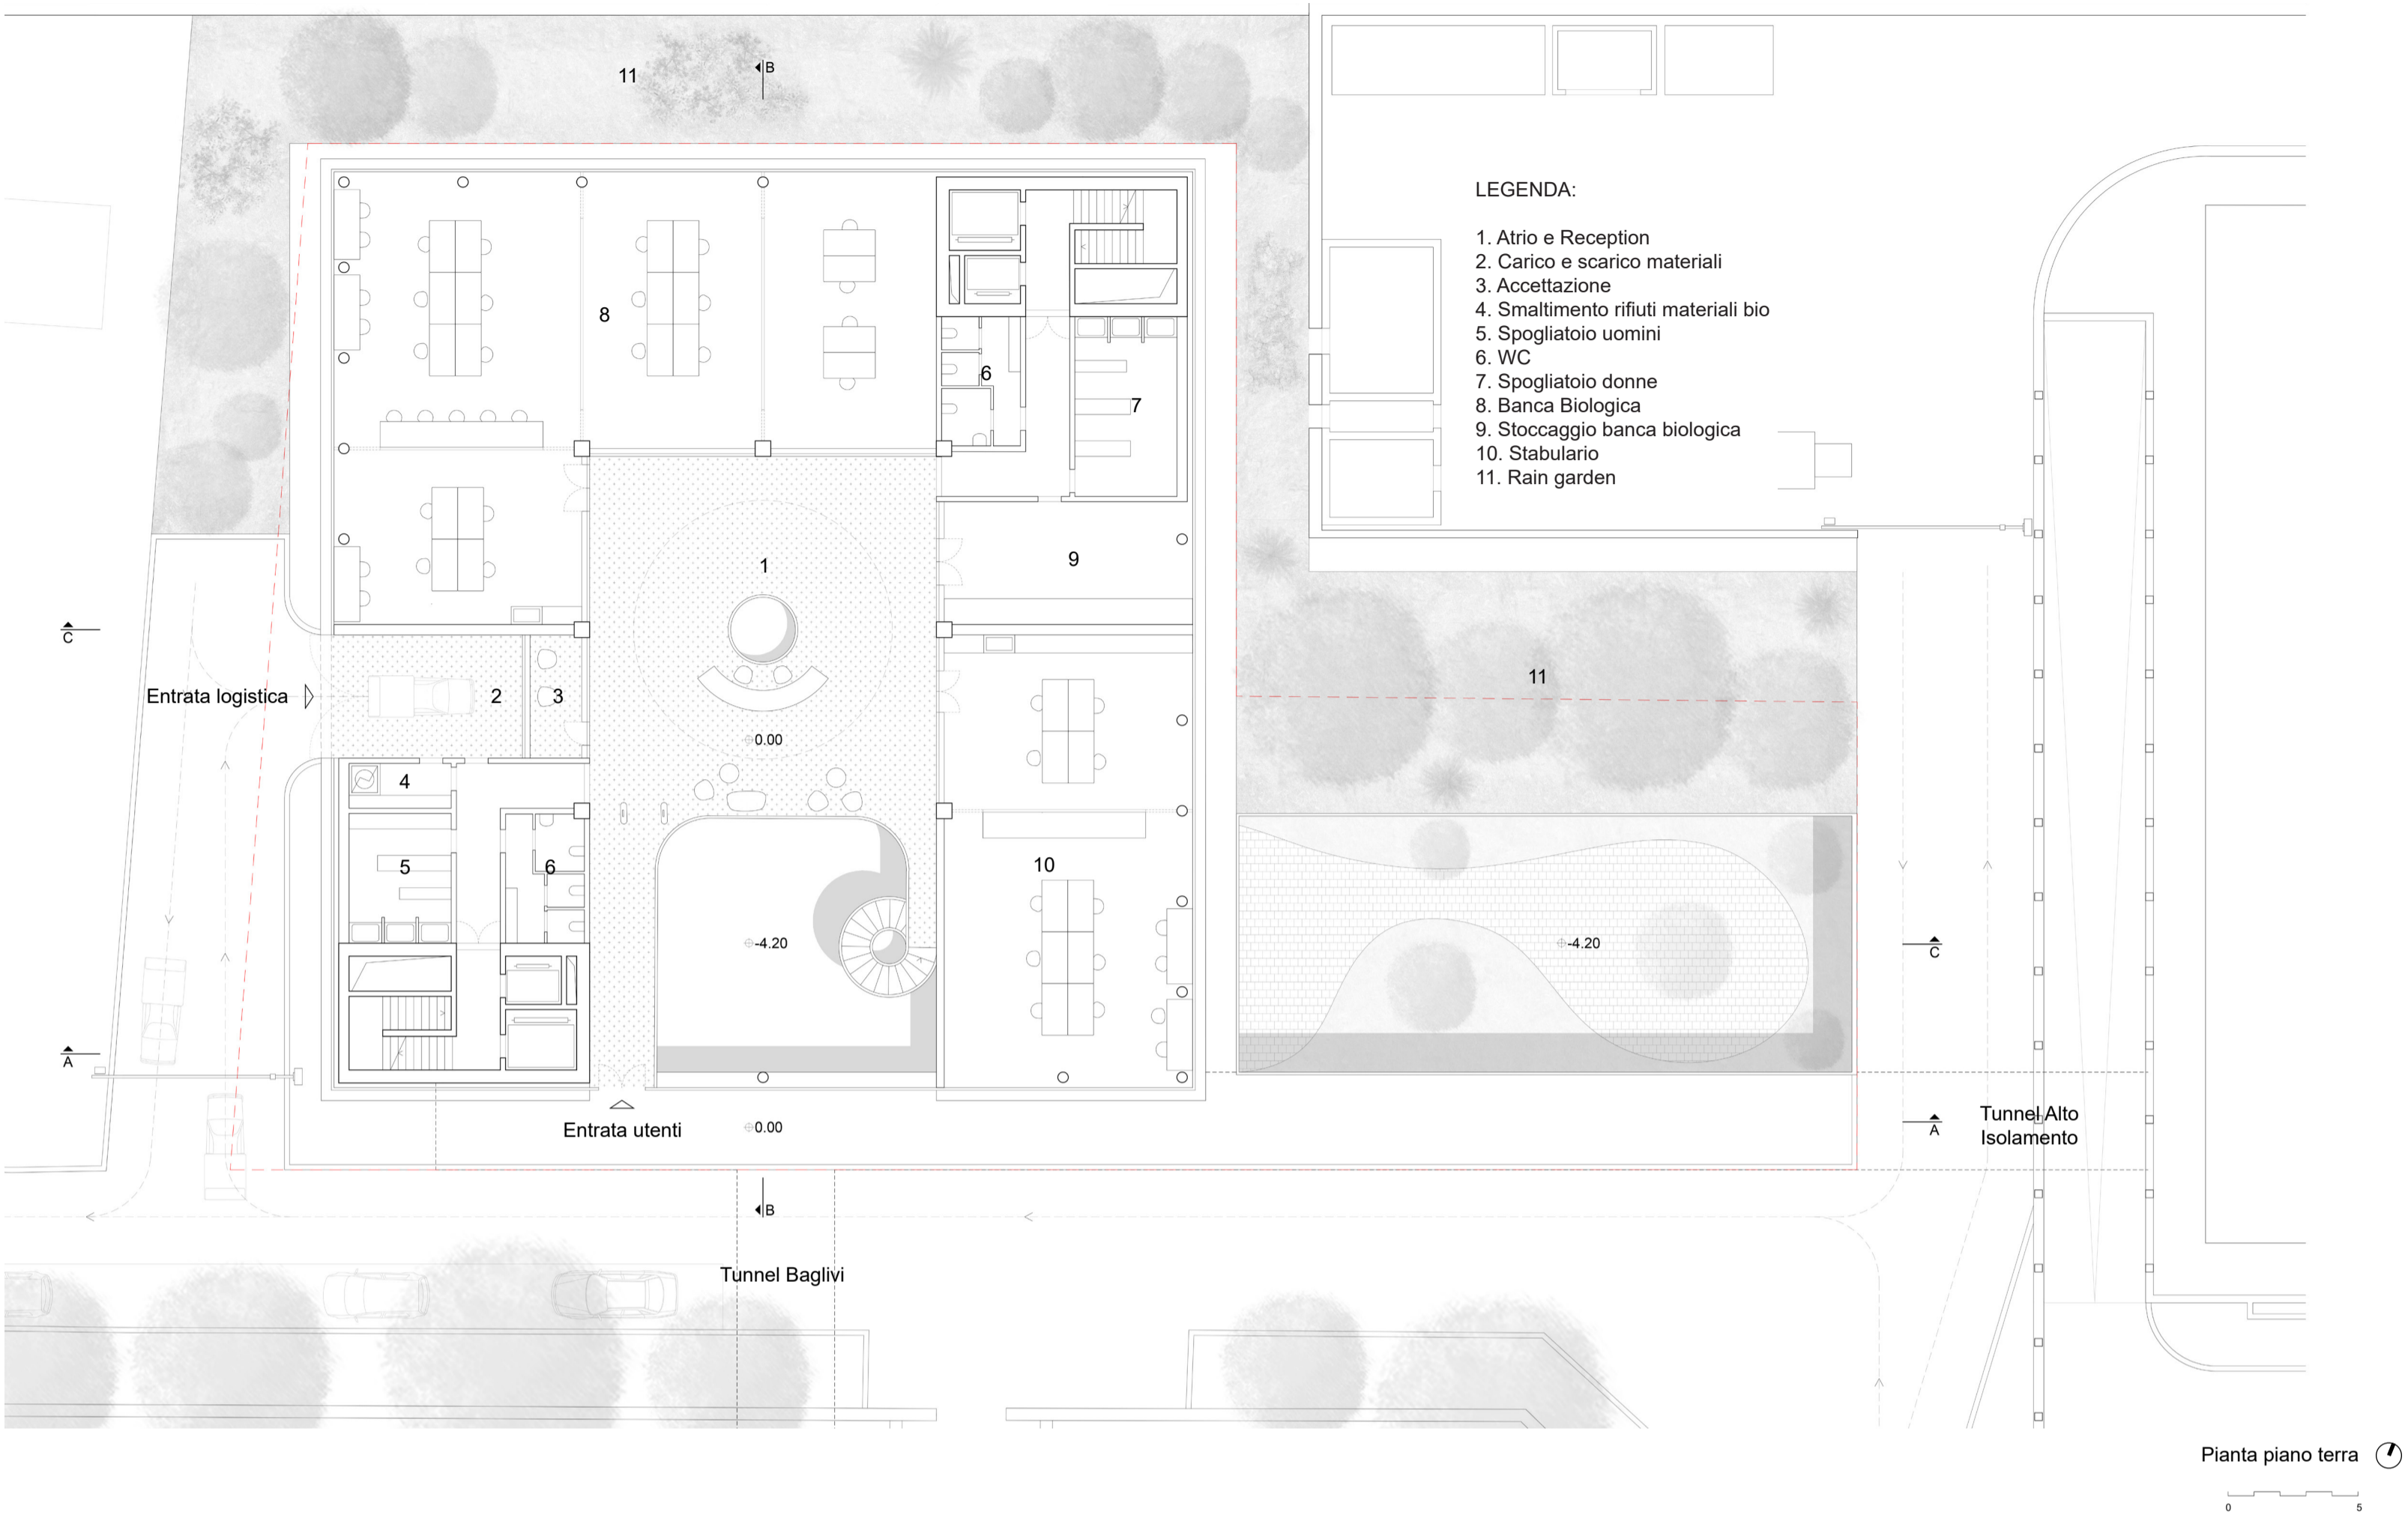 11
B
LEGENDA:
1. Atrio e Reception
2. Carico e scarico materiali
3. Accettazione
4. Smaltimento rifiuti materiali bio
5. Spogliatoio uomini
6. WC
7. Spogliatoio donne
8. Banca Biologica
9. Stoccaggio banca biologica
10. Stabulario
11. Rain garden
8
6
7
1
9
C
Entrata logistica
2
3
11
0.00
4
5
6
10
-4.20
-4.20
C
A
Entrata utenti
0.00
A
Tunnel Alto
Isolamento
B
Tunnel Baglivi
Pianta piano terra
0
5